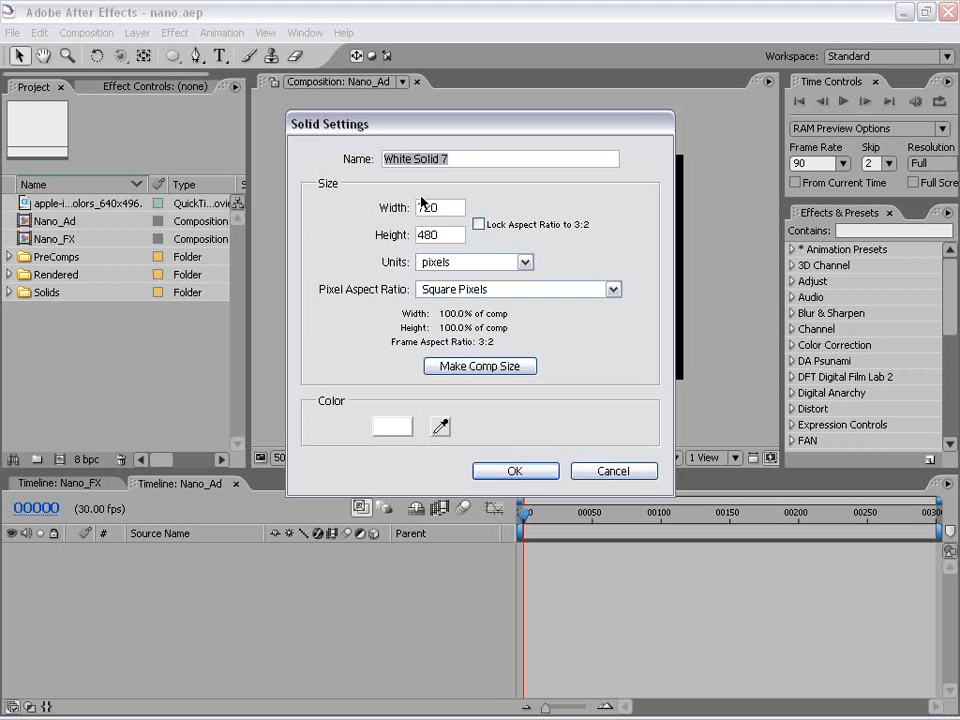 Adobe After Effects - nano.aep
File Edit Composition Layer Effect Animation View Window Help
Workspace: Standard
Project Effect Controls: (none)
Composition: Nano_Ad
Time Controls
RAM Preview Options
Frame Rate Skip Resolution
90 2 Full
From Current Time Full Scre
Name Type S
apple-i...olors_640x496. QuickTi...ovie
Nano_Ad Composition
Nano_FX Composition
PreComps Folder
Rendered Folder
Solids Folder
8 bpc
Solid Settings
Name: White Solid 7
Size
Width: 720
Height: 480
Lock Aspect Ratio to 3:2
Units: pixels
Pixel Aspect Ratio: Square Pixels
Width: 100.0% of comp
Height: 100.0% of comp
Frame Aspect Ratio: 3:2
Make Comp Size
Color
OK Cancel
50
1 View
Effects & Presets
Contains:
* Animation Presets
3D Channel
Adjust
Audio
Blur & Sharpen
Channel
Color Correction
DA Psunami
DFT Digital Film Lab 2
Digital Anarchy
Distort
Expression Controls
FAN
Timeline: Nano_FX Timeline: Nano_Ad
00000 (30.00 fps)
# Source Name Parent
00050 00100 00150 00200 00250 0030